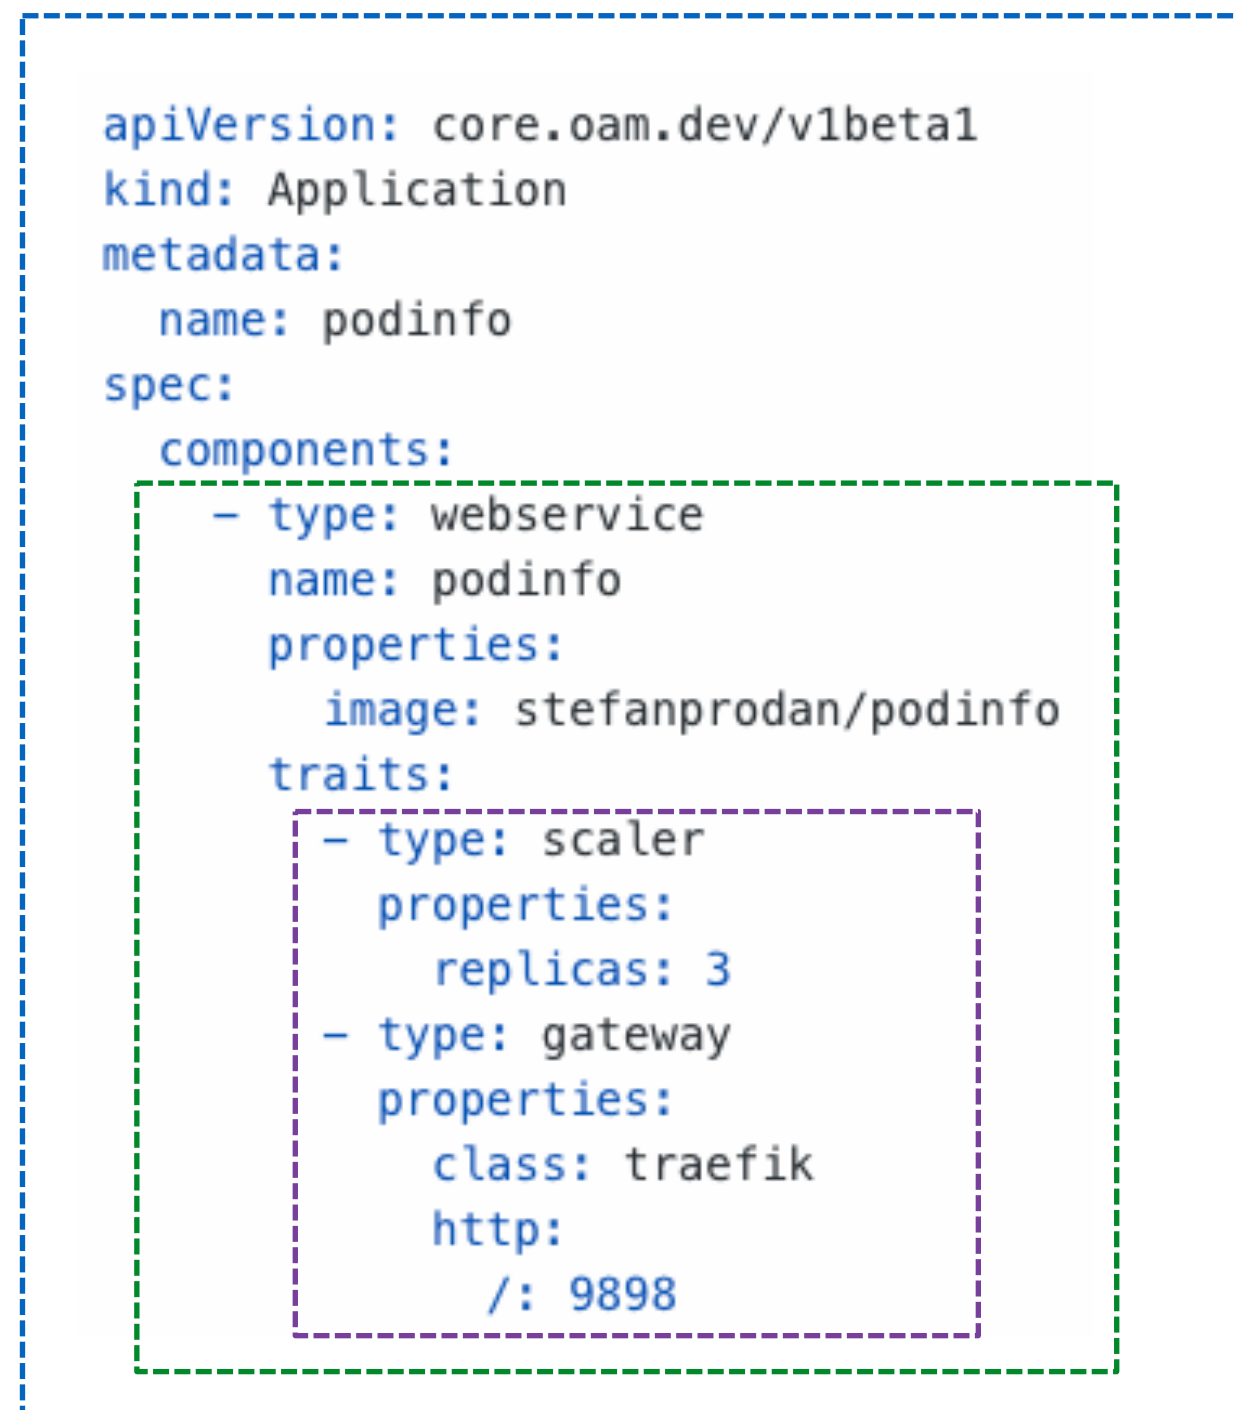 apiVersion: core.oam.dev/v1beta1
kind: Application
metadata:
  name: podinfo
spec:
  components:
    - type: webservice
      name: podinfo
      properties:
        image: stefanprodan/podinfo
      traits:
        - type: scaler
          properties:
            replicas: 3
        - type: gateway
          properties:
            class: traefik
            http:
              /: 9898